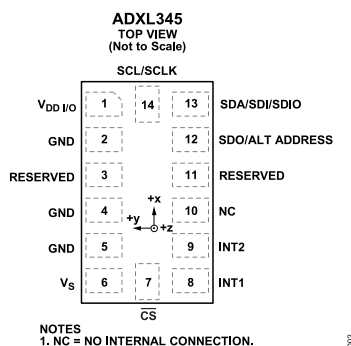 ADXL345
TOP VIEW
(Not to Scale)
SCL/SCLK
VDD I/O 1 14 13 SDA/SDI/SDIO
GND 2 12 SDO/ALT ADDRESS
RESERVED 3 11 RESERVED
+x
GND 4 10 NC
+y +z
GND 5 9 INT2
VS 6 7 8 INT1
CS
NOTES
1. NC = NO INTERNAL CONNECTION.